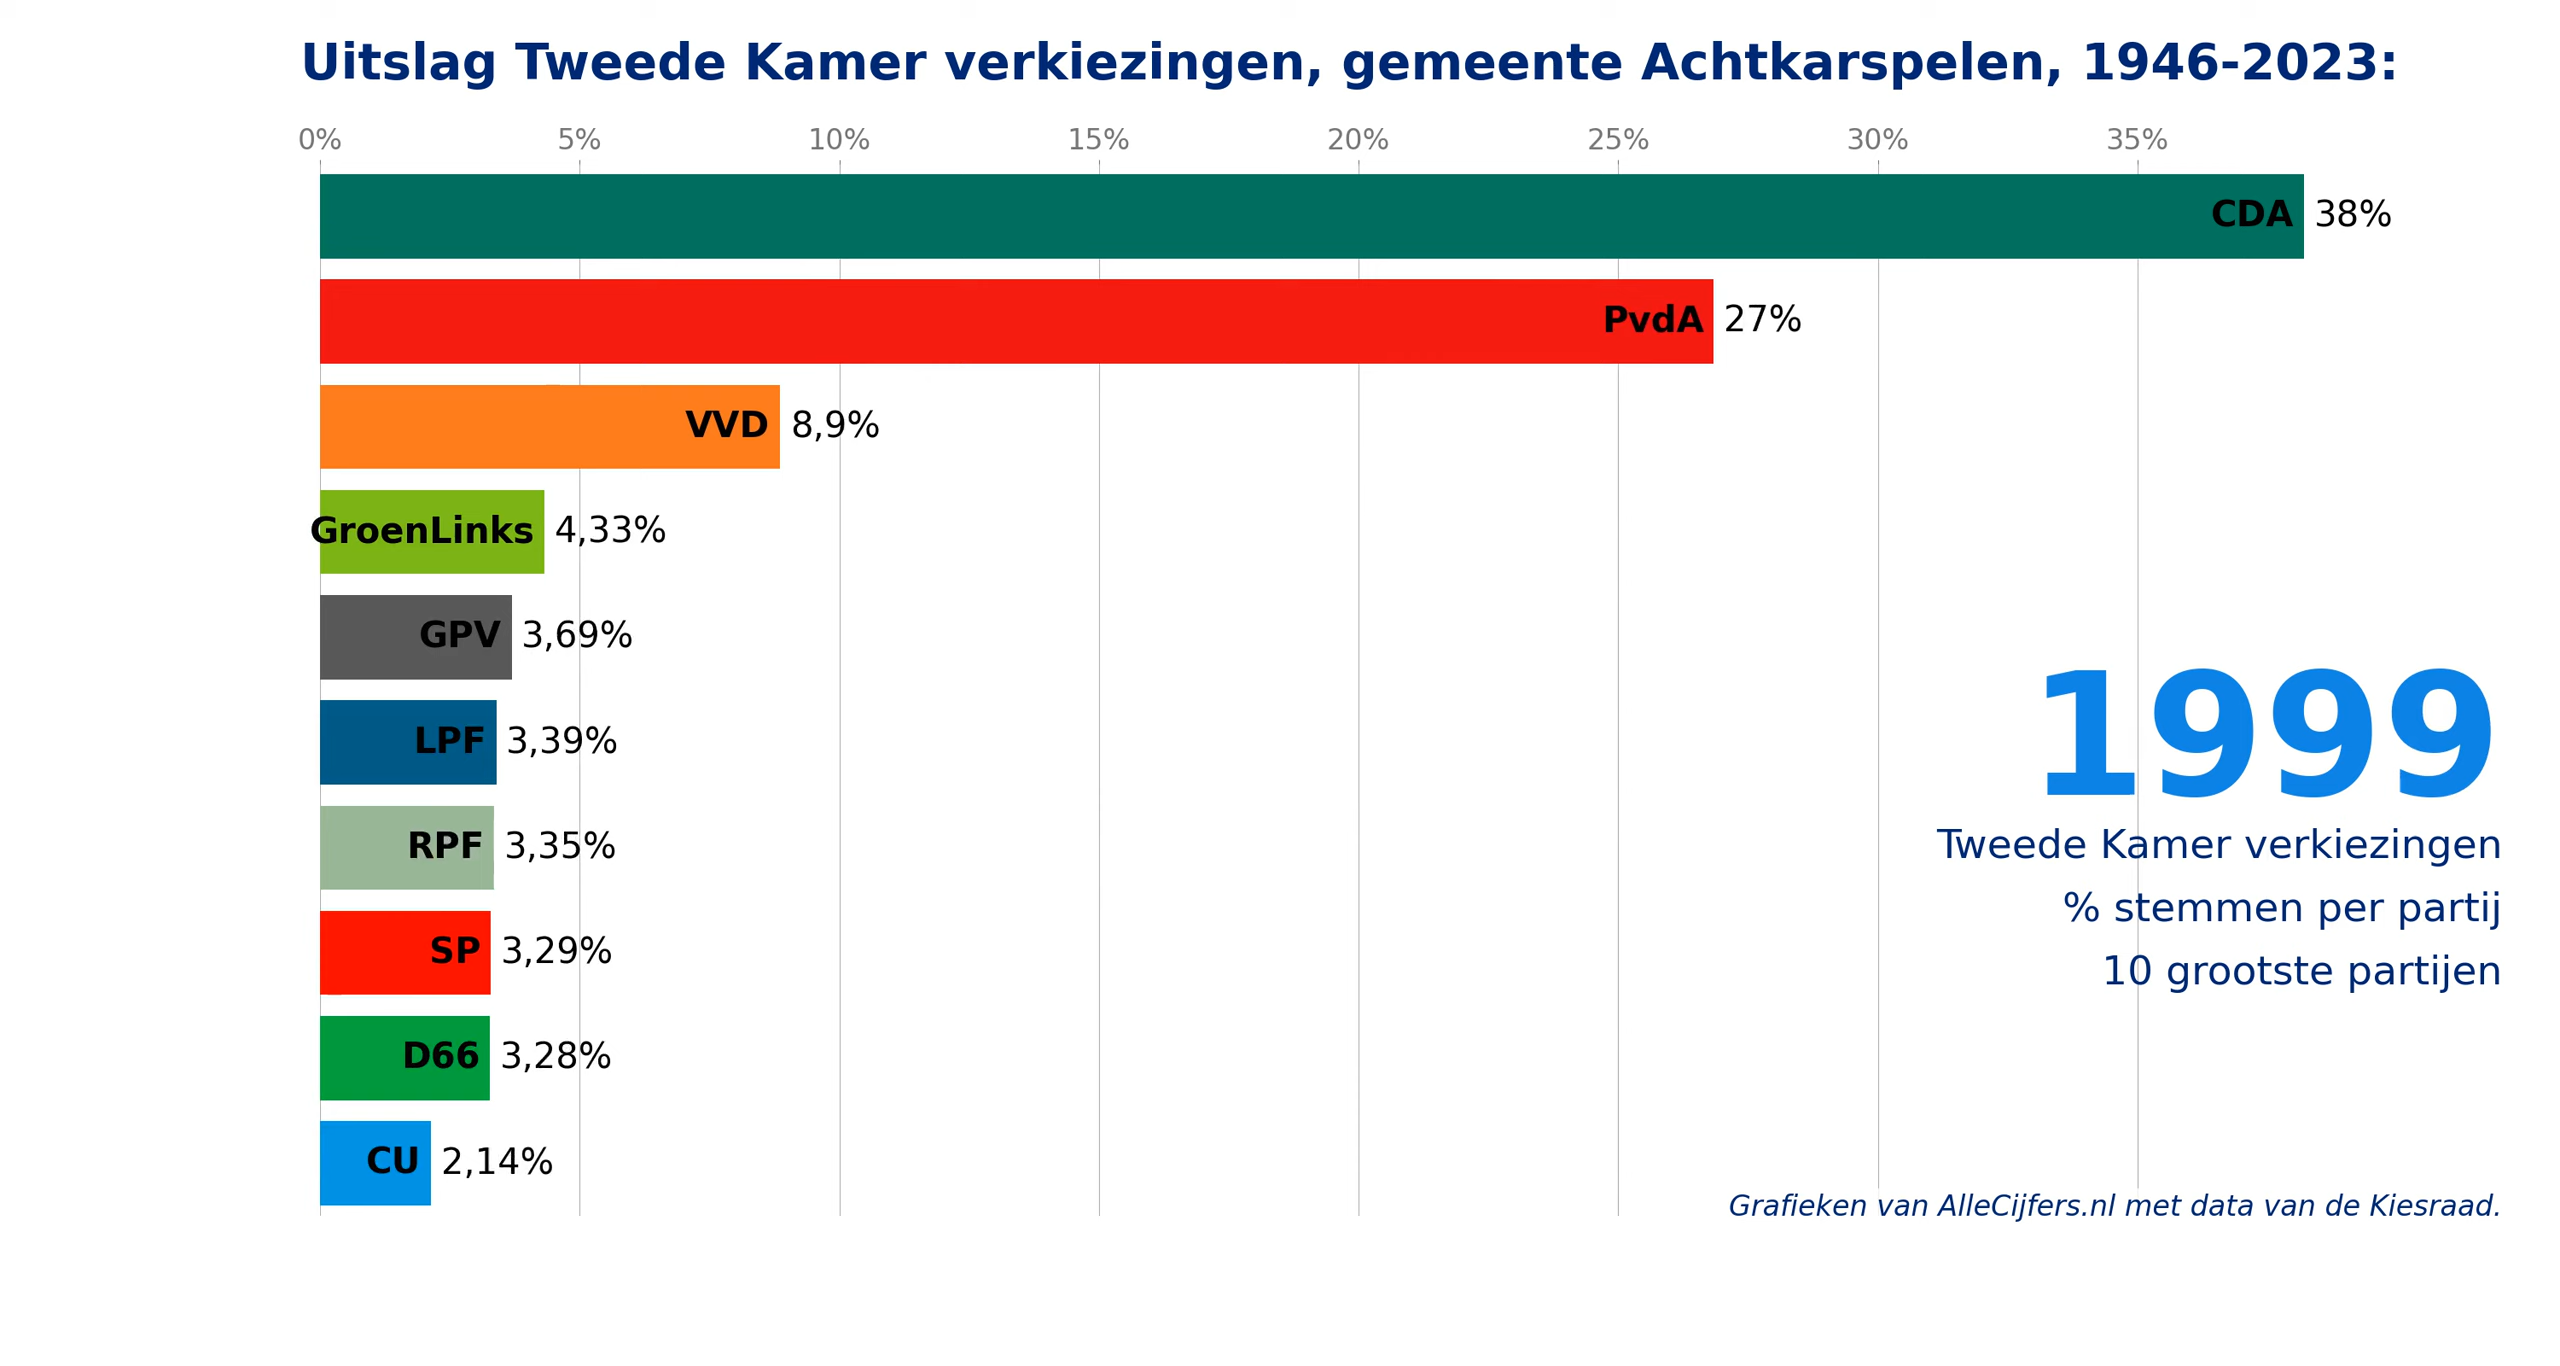 Uitslag Tweede Kamer verkiezingen, gemeente Achtkarspelen, 1946-2023:
0% 5% 10% 15% 20% 25% 30% 35%
CDA 38%
PvdA 27%
VVD 8,9%
GroenLinks 4,33%
GPV 3,69%
LPF 3,39%
RPF 3,35%
SP 3,29%
D66 3,28%
CU 2,14%
1999
Tweede Kamer verkiezingen
% stemmen per partij
10 grootste partijen
Grafieken van AlleCijfers.nl met data van de Kiesraad.